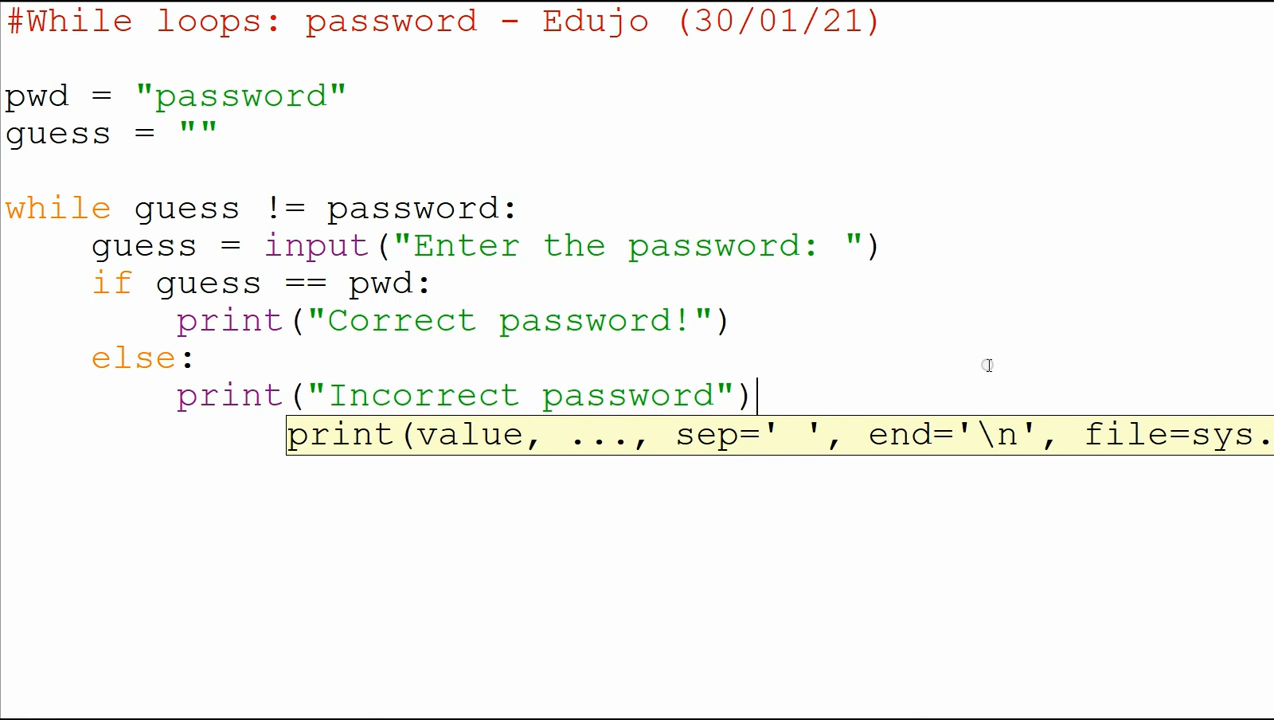 #While loops: password - Edujo (30/01/21)
pwd = "password"
guess = ""
while guess != password:
    guess = input("Enter the password: ")
    if guess == pwd:
        print("Correct password!")
    else:
        print("Incorrect password")
print(value, ..., sep=' ', end='\n', file=sys.